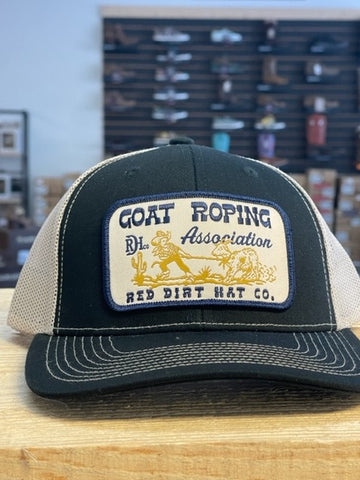 GOAT ROPING
RDHCO Association
RED DIRT HAT CO.